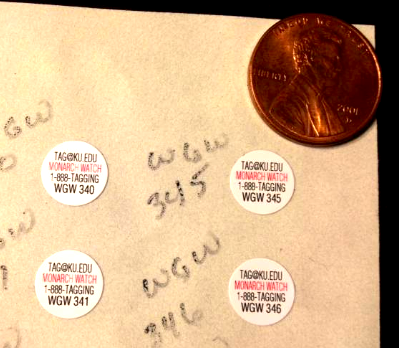 LIBERTY
2001
WGW
TAG@KU.EDU
MONARCH WATCH
1-888-TAGGING
WGW 340
WGW
345
TAG@KU.EDU
MONARCH WATCH
1-888-TAGGING
WGW 345
TAG@KU.EDU
MONARCH WATCH
1-888-TAGGING
WGW 341
WGW
346
TAG@KU.EDU
MONARCH WATCH
1-888-TAGGING
WGW 346